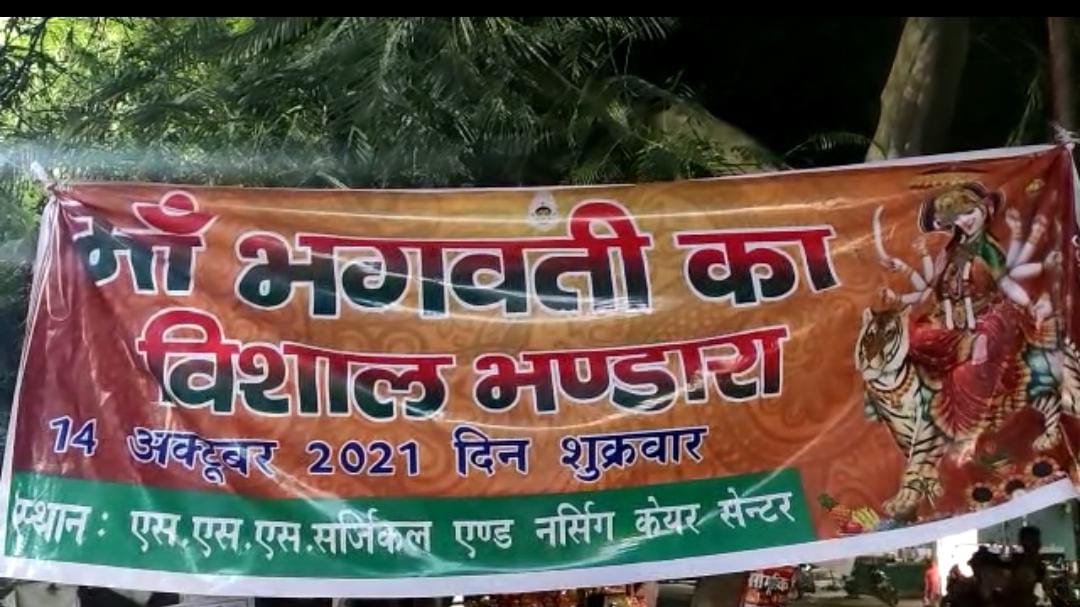 माँ भगवती का
विशाल भण्डारा
14 अक्टूबर 2021 दिन शुक्रवार
स्थान : एस.एस.एस.सर्जिकल एण्ड नर्सिग केयर सेन्टर